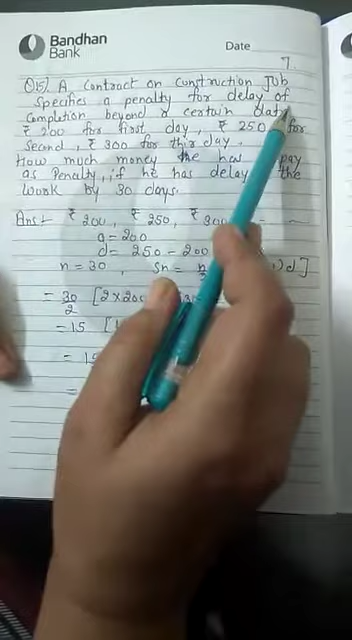 Bandhan
Bank
Date
7.
Q15) A Contract on Construction Job
Specifies a penalty for delay of
Completion beyond a certain dat
₹ 200 for first day, ₹ 250 for
Second, ₹ 300 for third day.
How much money he has pay
as Penalty, if he has delay the
work by 30 days.
Ans: ₹ 200, ₹ 250, ₹ 300
a = 200
d = 250 - 200
n = 30, Sn = n d]
= 30/2 [2×200
= 15 [
= 15
=